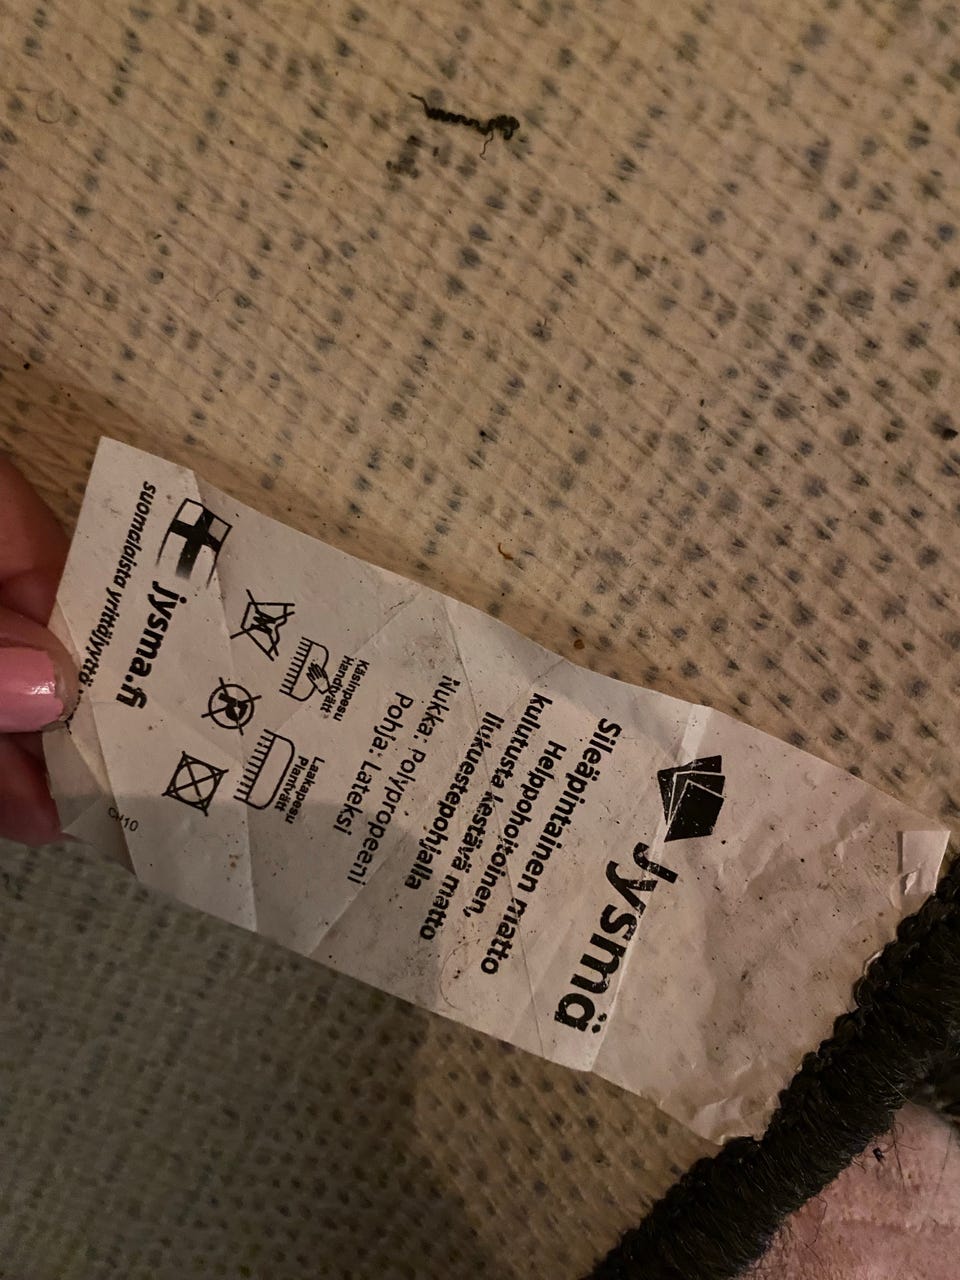 Jysmä
Sileäpintainen matto
Helppohoitoinen,
kulutusta kestävä matto
liukuestepohjalla
Nukka: Polypropeeni
Pohja: Lateksi
Käsinpesu
Handtvätt
Laakapesu
Plantvätt
jysma.fi
suomalaista yrittäjyyttä
CH10